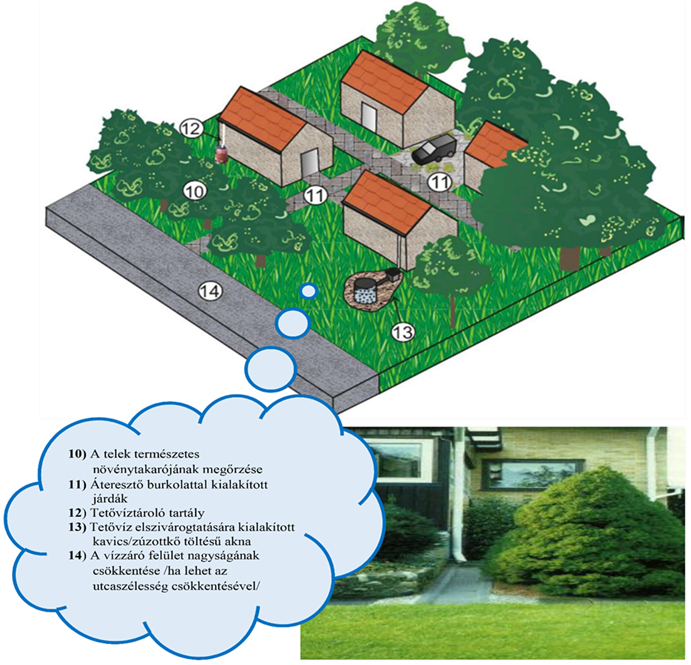 12
10
11
11
14
13
10) A telek természetes
növénytakarójának megőrzése
11) Áteresztő burkolattal kialakított
járdák
12) Tetővíztároló tartály
13) Tetővíz elszivárogtatására kialakított
kavics/zúzottkő töltésű akna
14) A vízzáró felület nagyságának
csökkentése /ha lehet az
utcaszélesség csökkentésével/